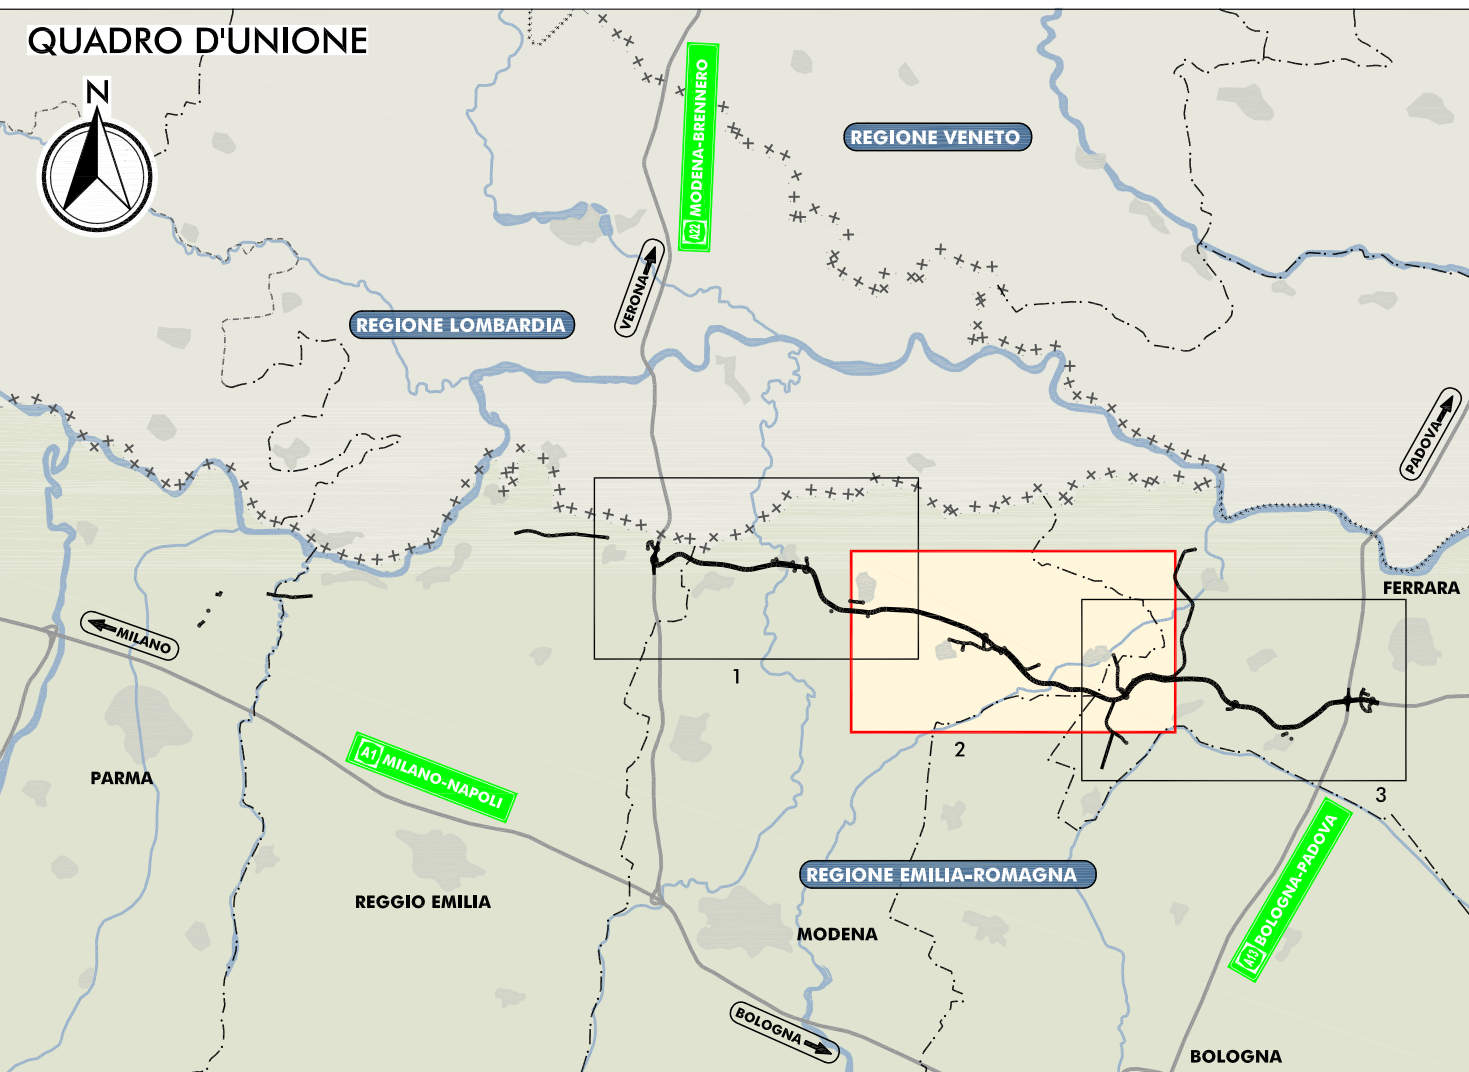 QUADRO D'UNIONE
N
A22 MODENA-BRENNERO
REGIONE VENETO
VERONA
REGIONE LOMBARDIA
PADOVA
FERRARA
MILANO
1
2
3
PARMA
A1 MILANO-NAPOLI
REGIONE EMILIA-ROMAGNA
A13 BOLOGNA-PADOVA
REGGIO EMILIA
MODENA
BOLOGNA
BOLOGNA